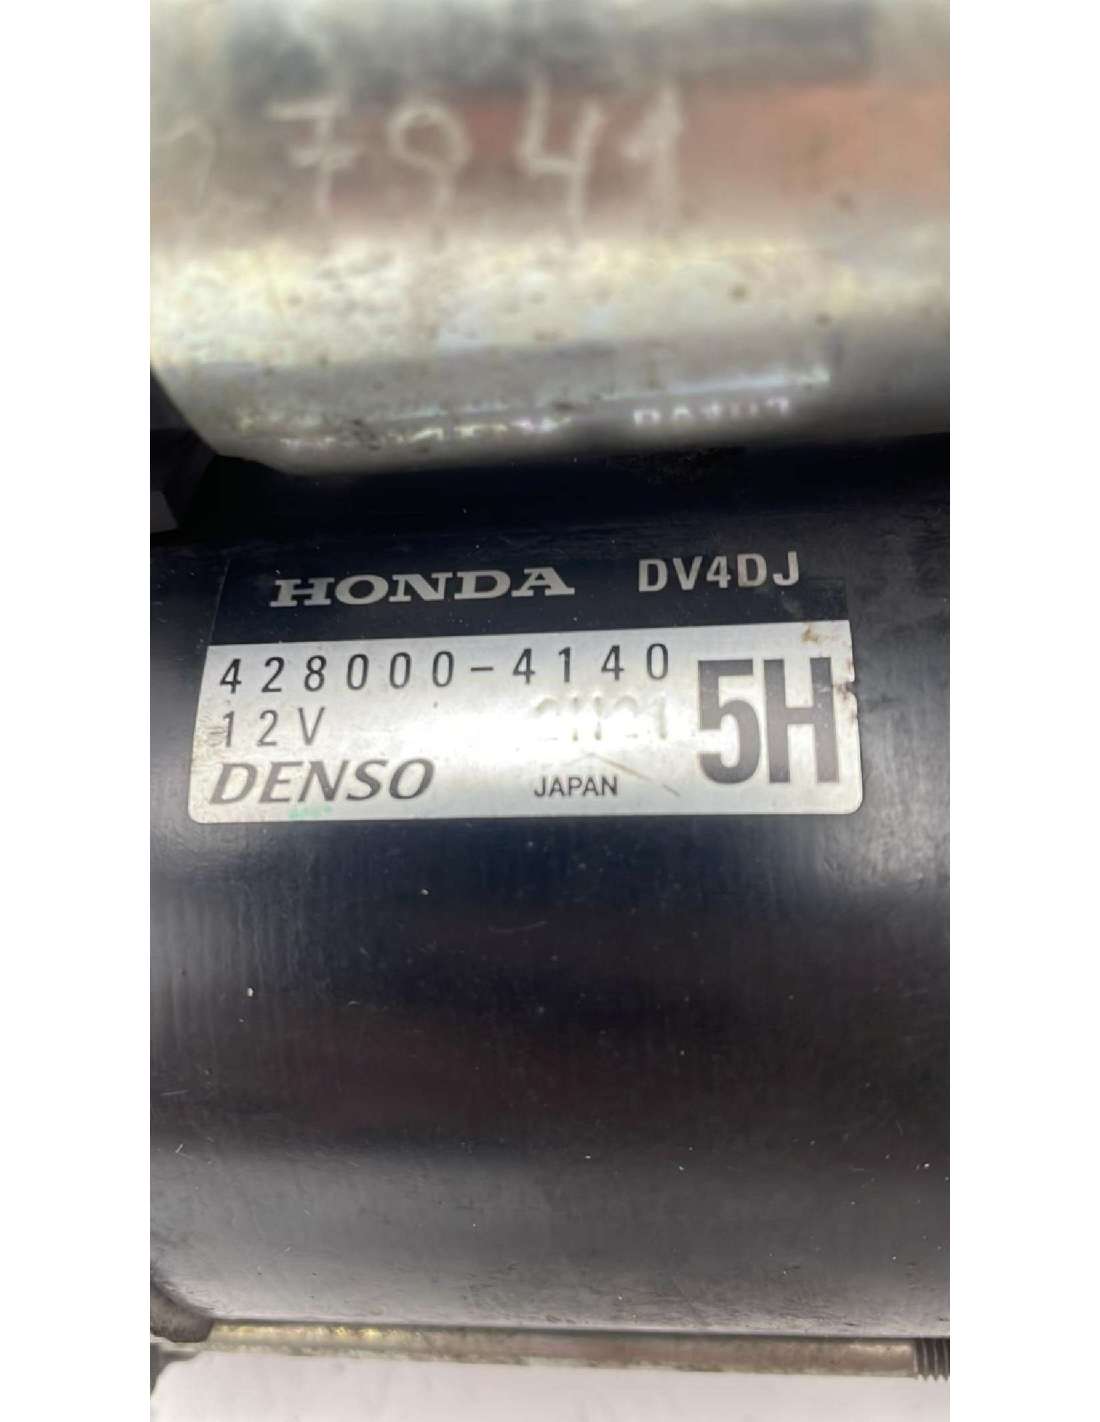 7941
HONDA DV4DJ
428000-4140
12V
5H
DENSO
JAPAN